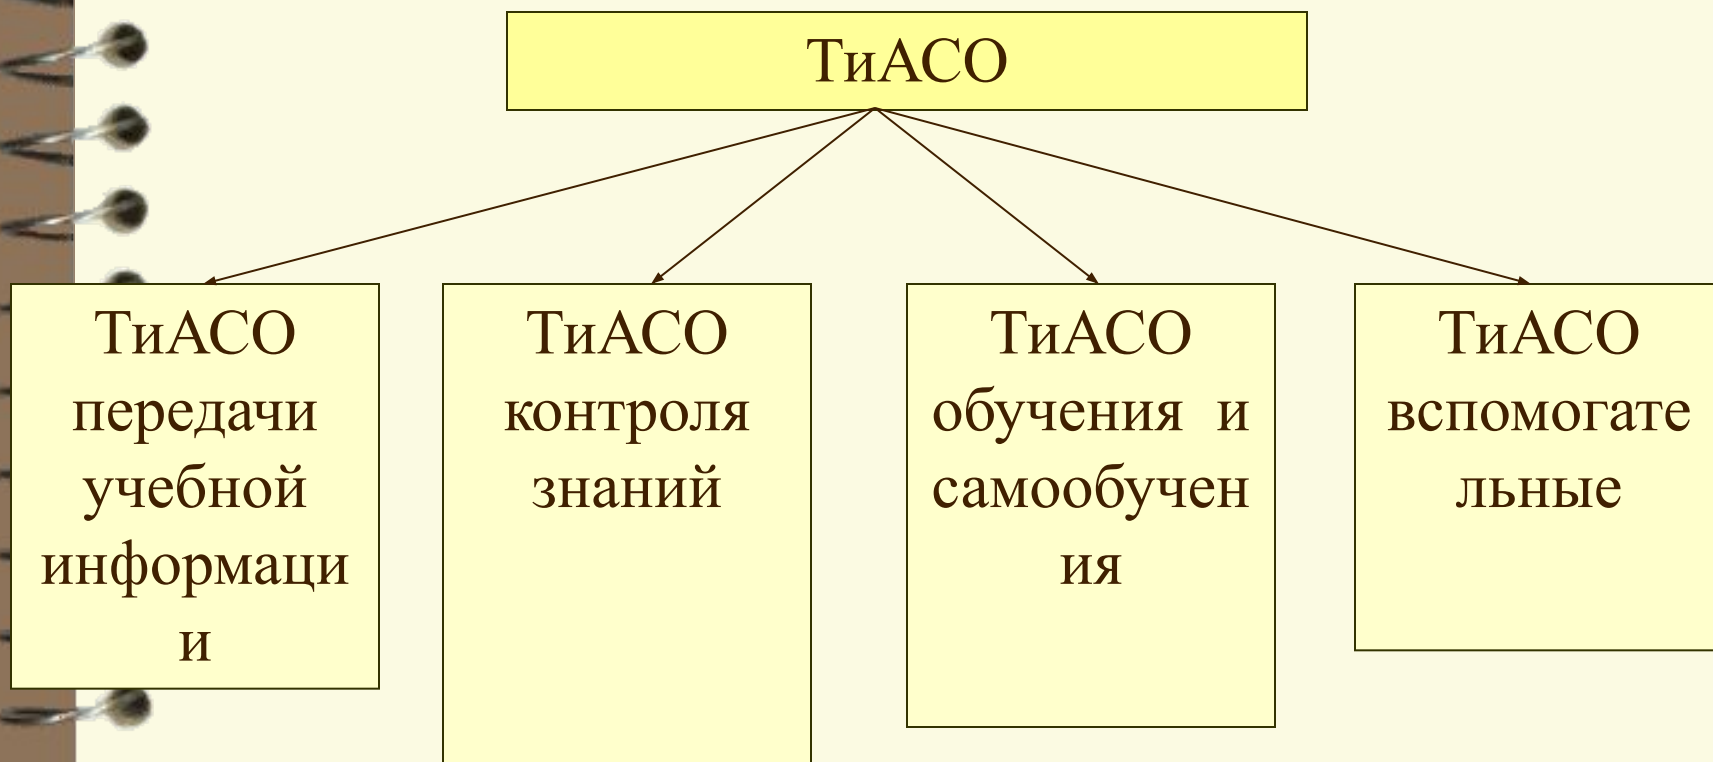 ТиАСО
ТиАСО
передачи
учебной
информаци
и
ТиАСО
контроля
знаний
ТиАСО
обучения и
самообучен
ия
ТиАСО
вспомогате
льные